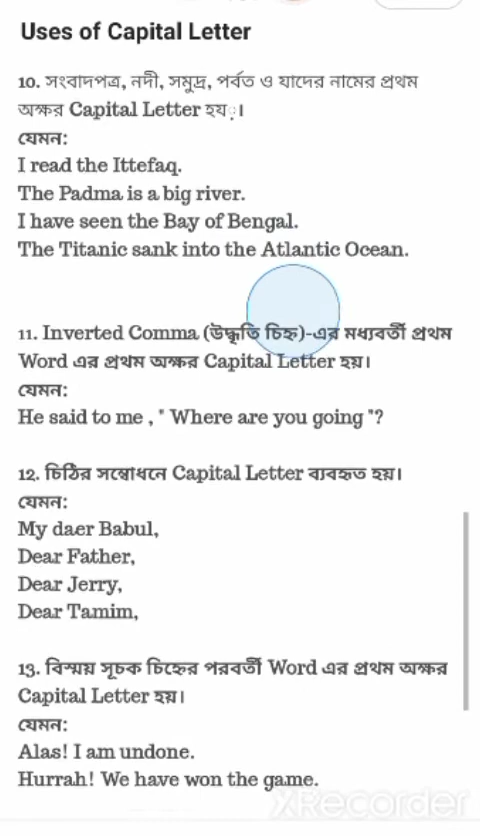 Uses of Capital Letter
10. সংবাদপত্র, নদী, সমুদ্র, পর্বত ও যাদের নামের প্রথম
অক্ষর Capital Letter হয়়।
যেমন:
I read the Ittefaq.
The Padma is a big river.
I have seen the Bay of Bengal.
The Titanic sank into the Atlantic Ocean.
11. Inverted Comma (উদ্ধৃতি চিহ্ন)-এর মধ্যবর্তী প্রথম
Word এর প্রথম অক্ষর Capital Letter হয়।
যেমন:
He said to me , " Where are you going "?
12. চিঠির সম্বোধনে Capital Letter ব্যবহৃত হয়।
যেমন:
My daer Babul,
Dear Father,
Dear Jerry,
Dear Tamim,
13. বিস্ময় সূচক চিহ্নের পরবর্তী Word এর প্রথম অক্ষর
Capital Letter হয়।
যেমন:
Alas! I am undone.
Hurrah! We have won the game.
XRecorder